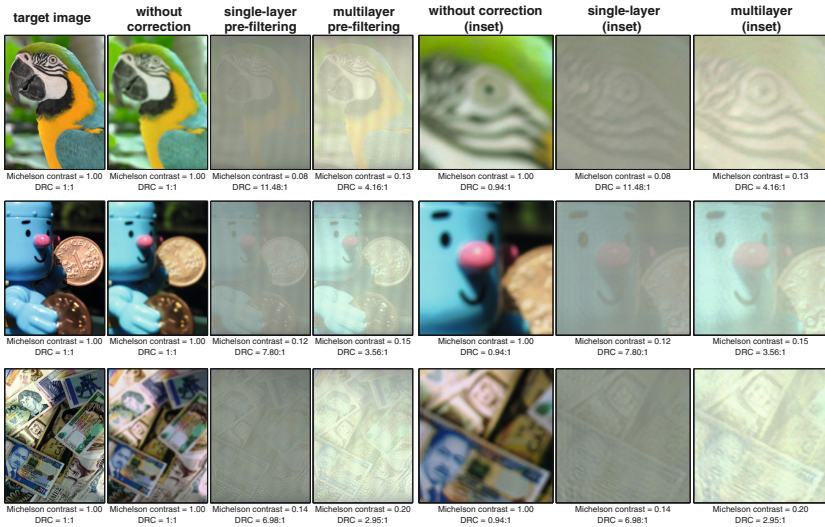 target image
without correction
single-layer pre-filtering
multilayer pre-filtering
without correction (inset)
single-layer (inset)
multilayer (inset)
Michelson contrast = 1.00 Michelson contrast = 1.00 Michelson contrast = 0.08 Michelson contrast = 0.13 Michelson contrast = 1.00 Michelson contrast = 0.08 Michelson contrast = 0.13
DRC = 1:1 DRC = 1:1 DRC = 11.48:1 DRC = 4.16:1 DRC = 0.94:1 DRC = 11.48:1 DRC = 4.16:1
Michelson contrast = 1.00 Michelson contrast = 1.00 Michelson contrast = 0.12 Michelson contrast = 0.15 Michelson contrast = 1.00 Michelson contrast = 0.12 Michelson contrast = 0.15
DRC = 1:1 DRC = 1:1 DRC = 7.80:1 DRC = 3.56:1 DRC = 0.94:1 DRC = 7.80:1 DRC = 3.56:1
Michelson contrast = 1.00 Michelson contrast = 1.00 Michelson contrast = 0.14 Michelson contrast = 0.20 Michelson contrast = 1.00 Michelson contrast = 0.14 Michelson contrast = 0.20
DRC = 1:1 DRC = 1:1 DRC = 6.98:1 DRC = 2.95:1 DRC = 0.94:1 DRC = 6.98:1 DRC = 2.95:1